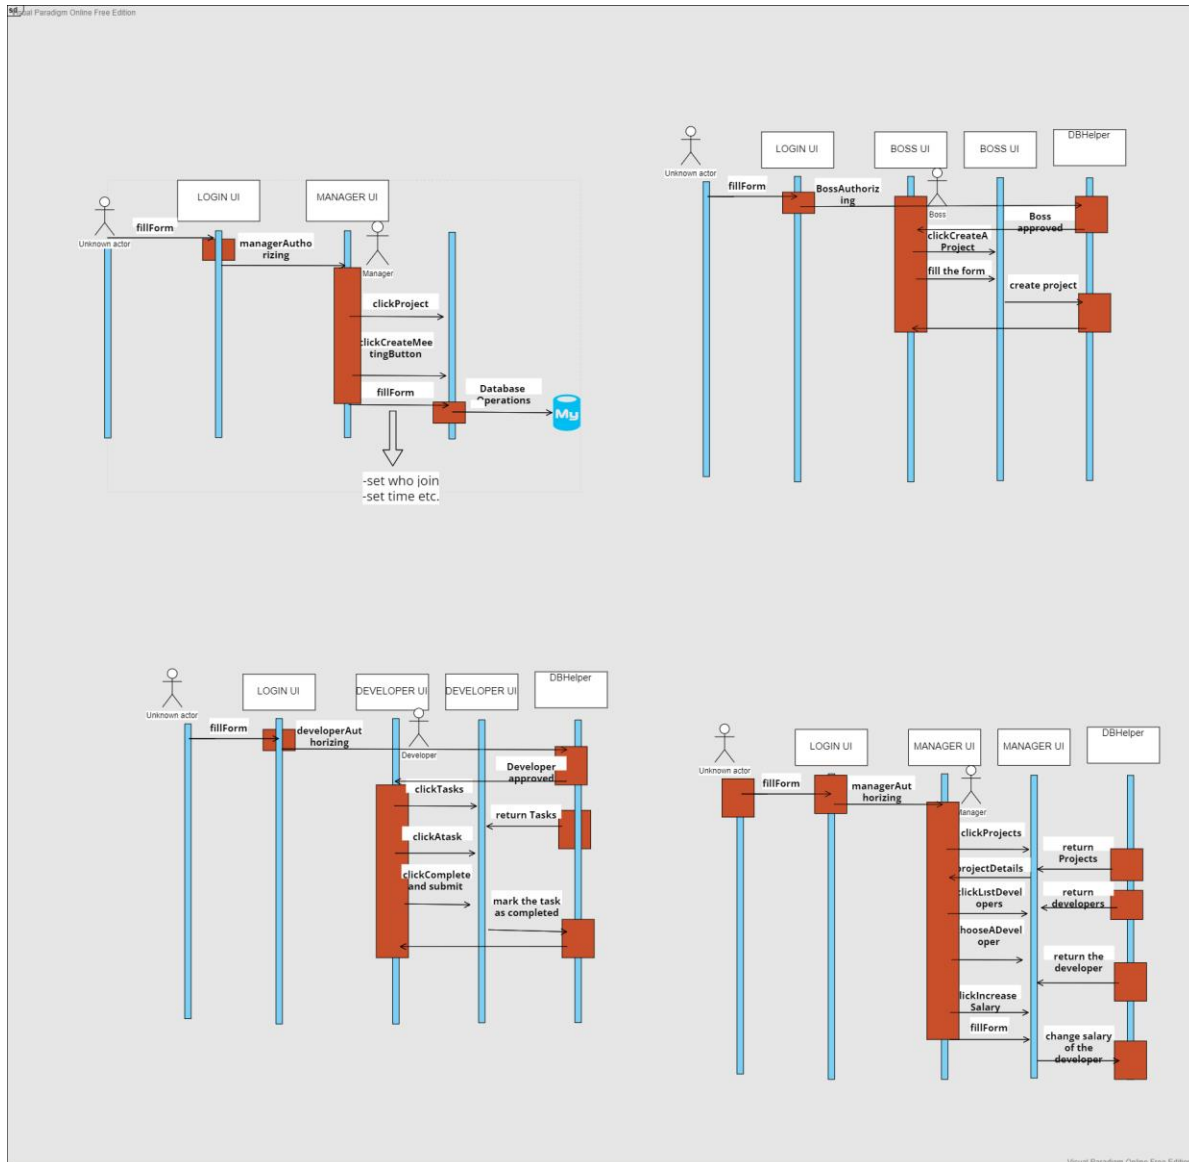 sd
Visual Paradigm Online Free Edition
LOGIN UI
MANAGER UI
Unknown actor
fillForm
managerAutho
rizing
Manager
clickProject
clickCreateMee
tingButton
fillForm
Database
Operations
My
-set who join
-set time etc.
Unknown actor
LOGIN UI
BOSS UI
BOSS UI
DBHelper
fillForm
BossAuthoriz
ing
Boss
Boss
approved
clickCreateA
Project
fill the form
create project
Unknown actor
LOGIN UI
DEVELOPER UI
DEVELOPER UI
DBHelper
fillForm
developerAut
horizing
Developer
Developer
approved
clickTasks
return Tasks
clickAtask
clickComplete
and submit
mark the task
as completed
Unknown actor
LOGIN UI
MANAGER UI
MANAGER UI
DBHelper
fillForm
managerAut
horizing
Manager
clickProjects
return
Projects
projectDetails
clickListDevel
opers
return
developers
hooseADevel
oper
return the
developer
lickIncrease
Salary
fillForm
change salary
of the
developer
Visual Paradigm Online Free Edition